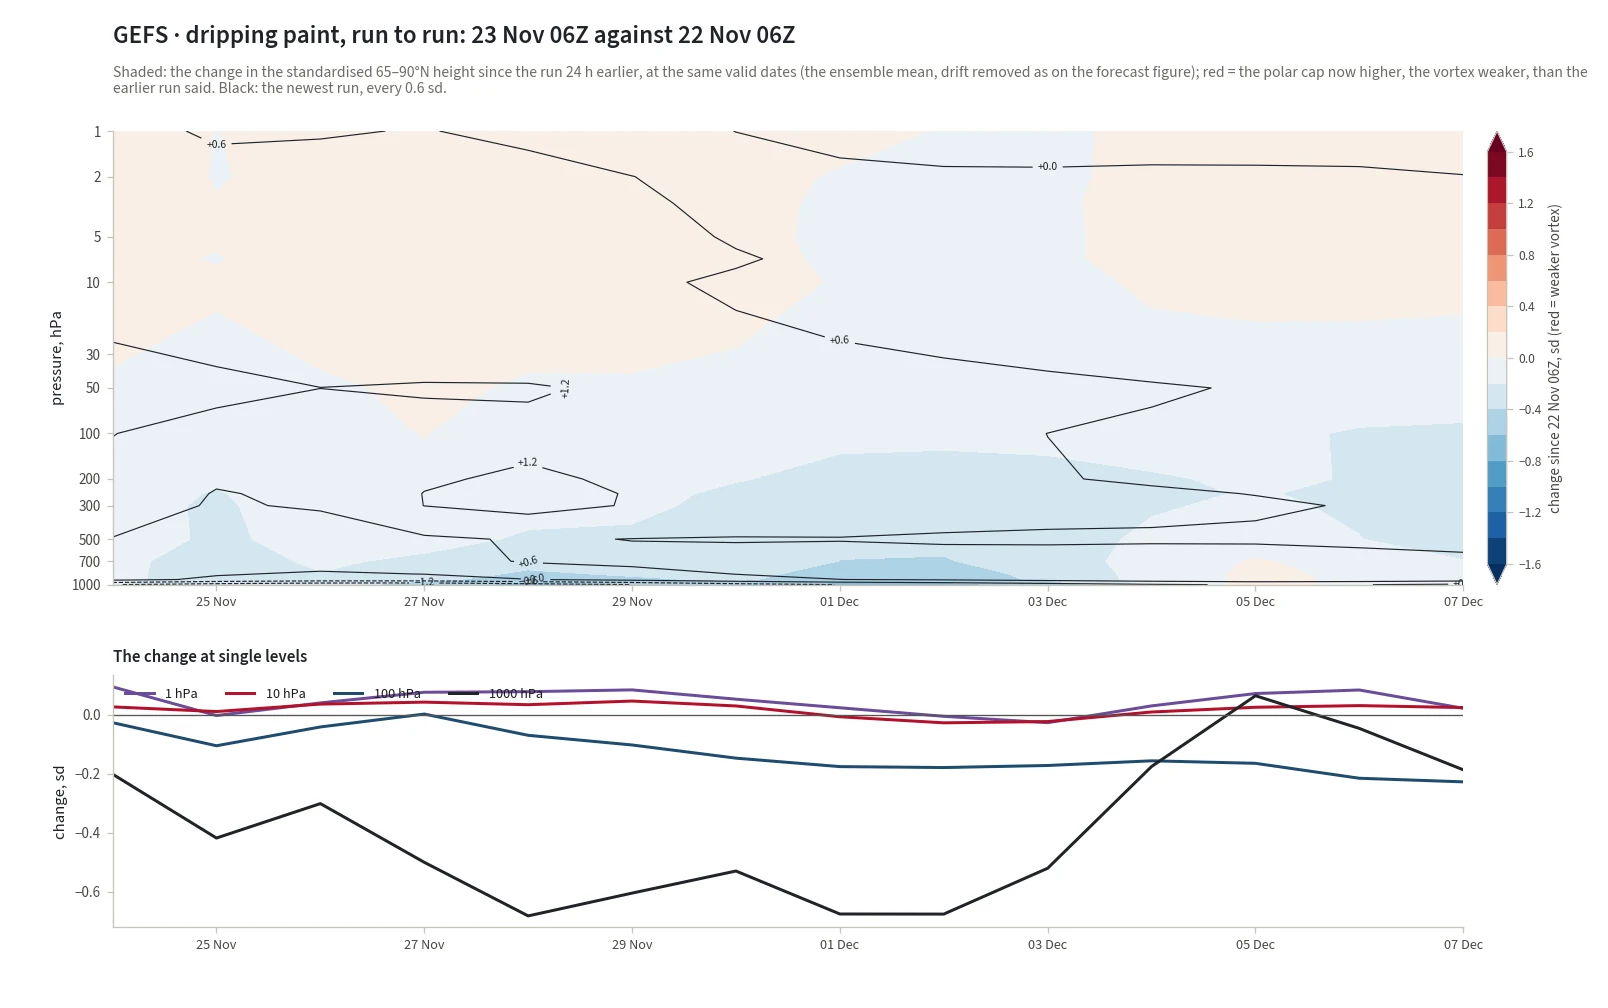 GEFS · dripping paint, run to run: 23 Nov 06Z against 22 Nov 06Z
Shaded: the change in the standardised 65–90°N height since the run 24 h earlier, at the same valid dates (the ensemble mean, drift removed as on the forecast figure); red = the polar cap now higher, the vortex weaker, than the
earlier run said. Black: the newest run, every 0.6 sd.
pressure, hPa
1
2
5
10
30
50
100
200
300
500
700
1000
+0.6
+0.0
+0.6
+1.2
+1.2
+0.6
25 Nov
27 Nov
29 Nov
01 Dec
03 Dec
05 Dec
07 Dec
1.6
1.2
0.8
0.4
0.0
−0.4
−0.8
−1.2
−1.6
change since 22 Nov 06Z, sd (red = weaker vortex)
The change at single levels
1 hPa
10 hPa
100 hPa
1000 hPa
change, sd
0.0
−0.2
−0.4
−0.6
25 Nov
27 Nov
29 Nov
01 Dec
03 Dec
05 Dec
07 Dec